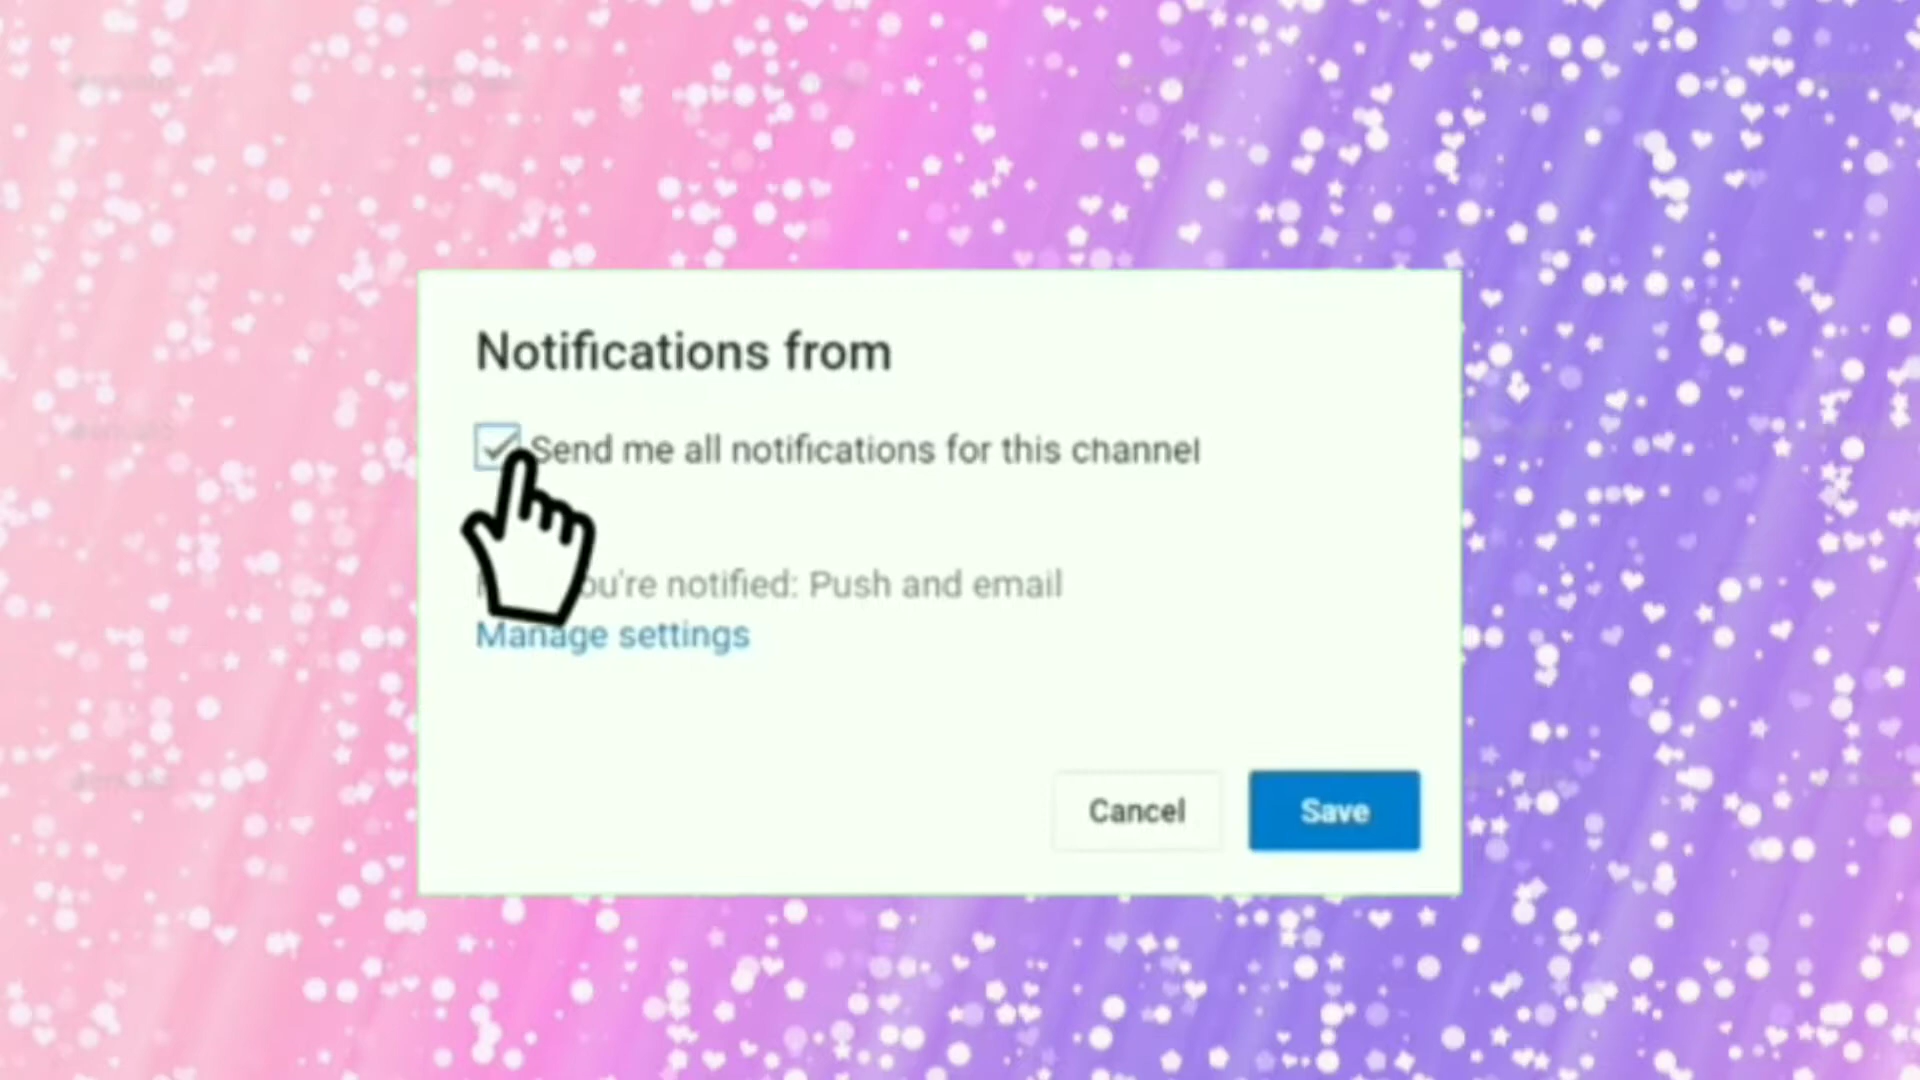 Notifications from
Send me all notifications for this channel
ou're notified: Push and email
Manage settings
Cancel
Save